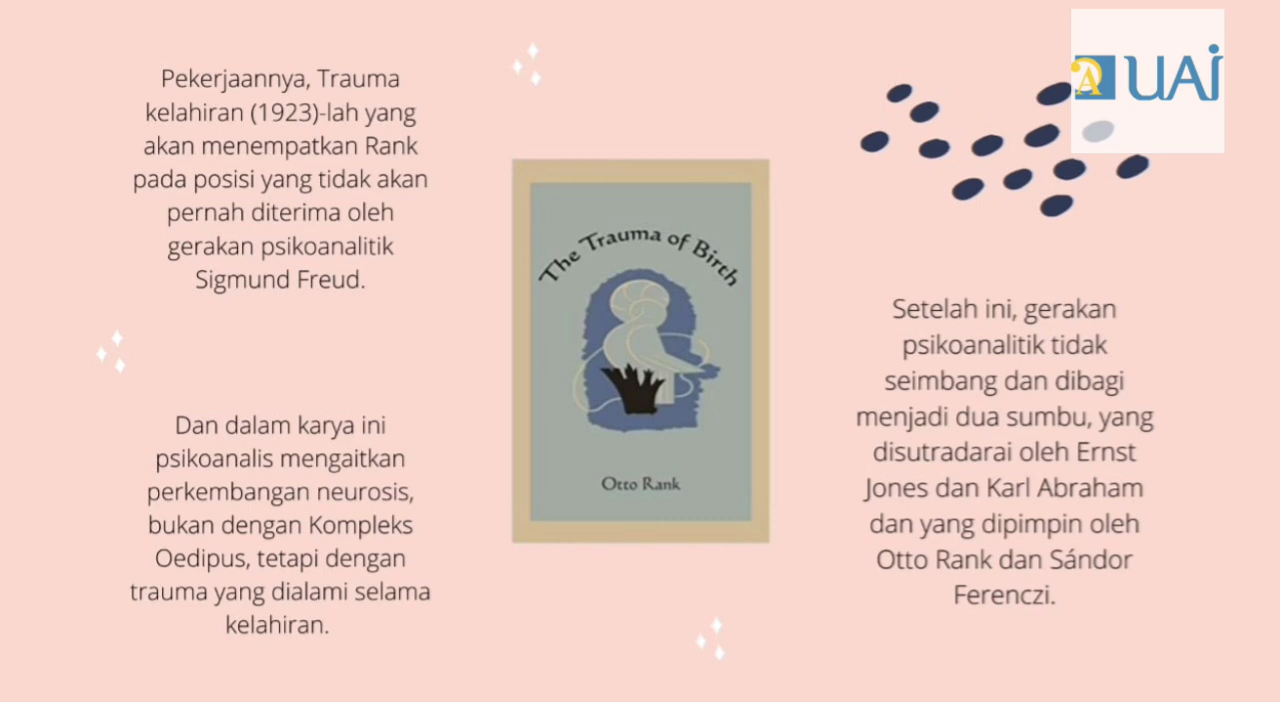 Pekerjaannya, Trauma
kelahiran (1923)-lah yang
akan menempatkan Rank
pada posisi yang tidak akan
pernah diterima oleh
gerakan psikoanalitik
Sigmund Freud.
Dan dalam karya ini
psikoanalis mengaitkan
perkembangan neurosis,
bukan dengan Kompleks
Oedipus, tetapi dengan
trauma yang dialami selama
kelahiran.
The Trauma of Birth
Otto Rank
A UAI
Setelah ini, gerakan
psikoanalitik tidak
seimbang dan dibagi
menjadi dua sumbu, yang
disutradarai oleh Ernst
Jones dan Karl Abraham
dan yang dipimpin oleh
Otto Rank dan Sándor
Ferenczi.